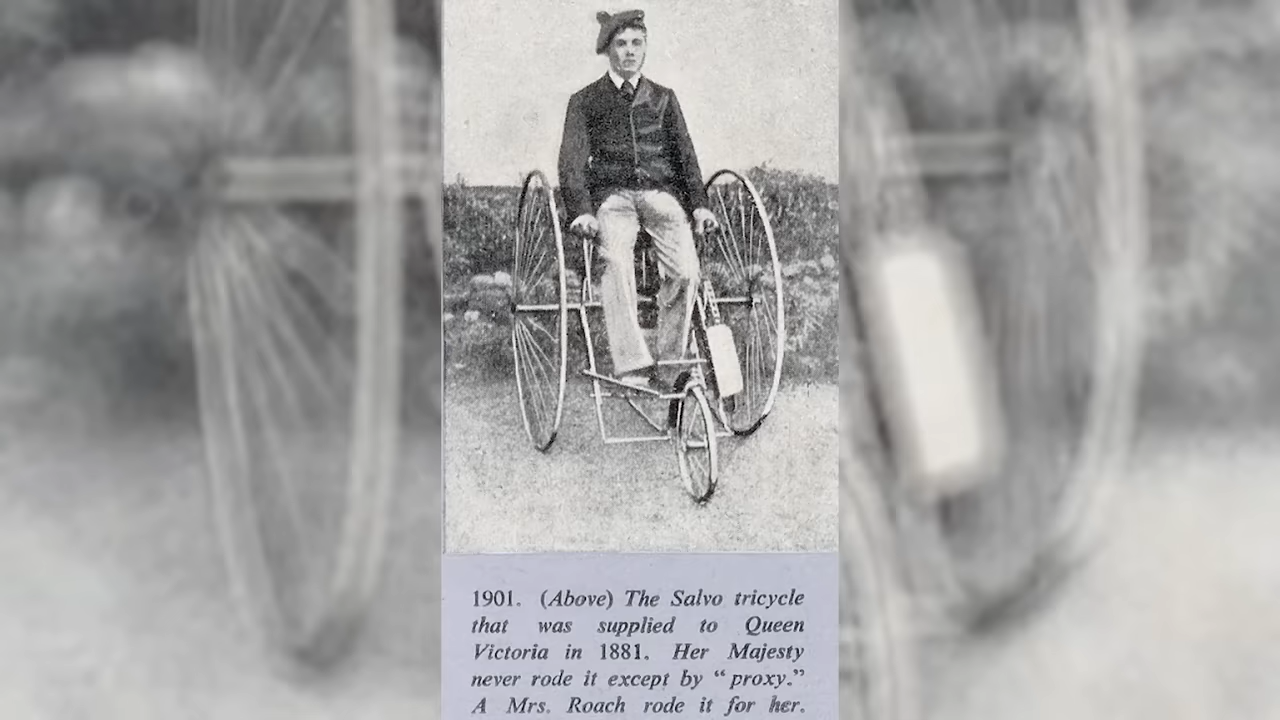 1901. (Above) The Salvo tricycle
that was supplied to Queen
Victoria in 1881. Her Majesty
never rode it except by “proxy.”
A Mrs. Roach rode it for her.